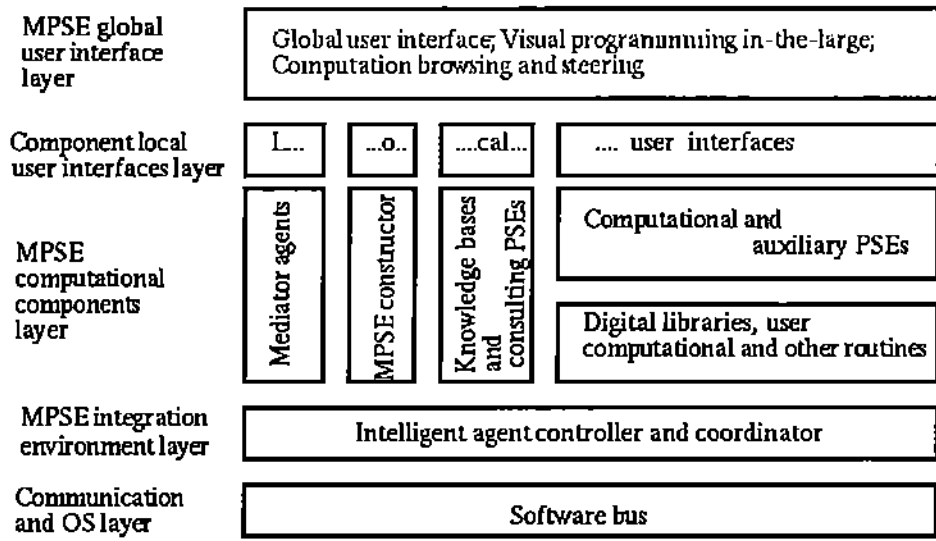 MPSE global
user interface
layer
Global user interface; Visual programming in-the-large;
Computation browsing and steering
Component local
user interfaces layer
L...
...o..
....cal...
.... user interfaces
MPSE
computational
components
layer
Mediator agents
MPSE constructor
Knowledge bases
and
consulting PSEs
Computational and
auxiliary PSEs
Digital libraries, user
computational and other routines
MPSE integration
environment layer
Intelligent agent controller and coordinator
Communication
and OS layer
Software bus